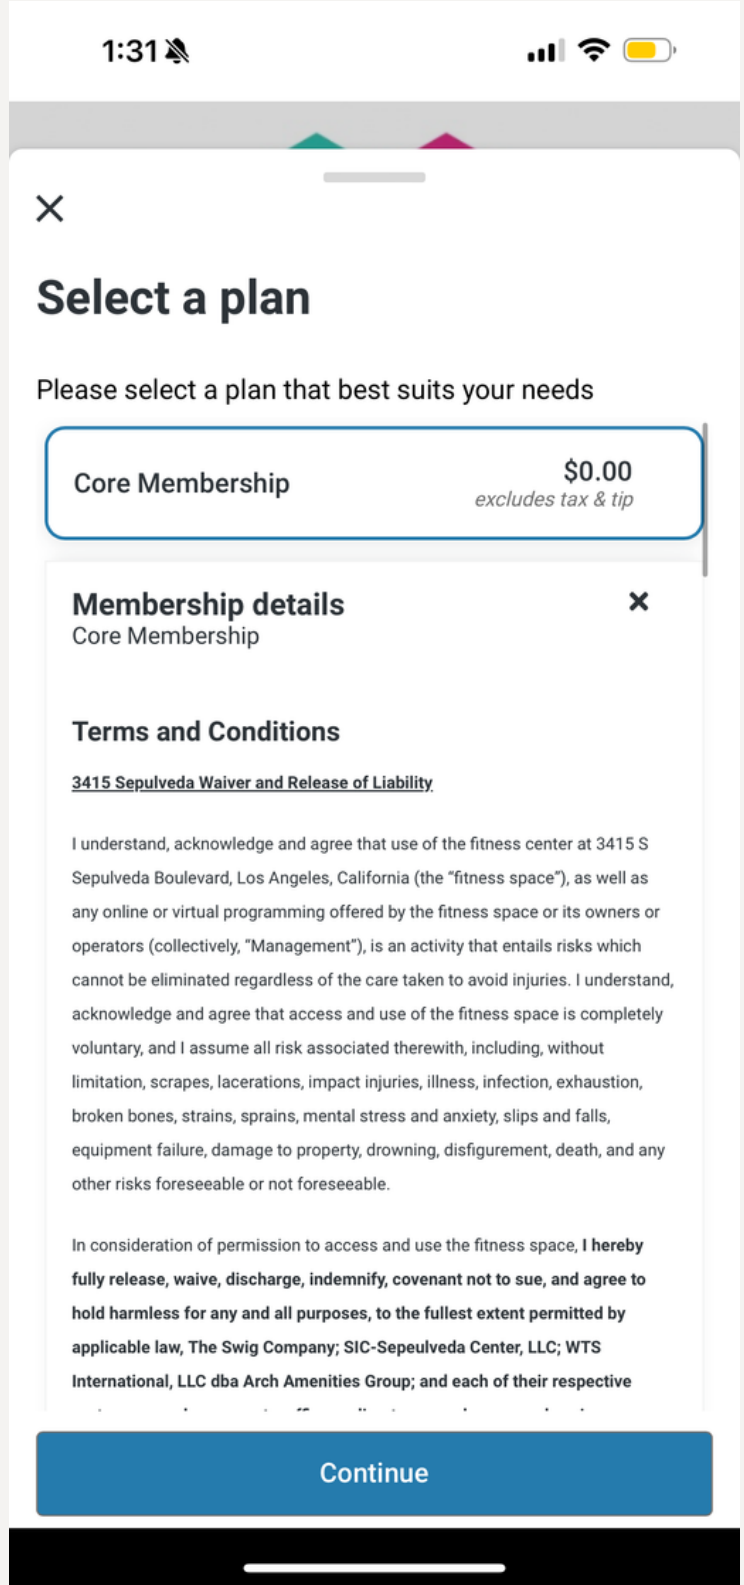 1:31
Select a plan
Please select a plan that best suits your needs
Core Membership
$0.00
excludes tax & tip
Membership details
Core Membership
Terms and Conditions
3415 Sepulveda Waiver and Release of Liability
I understand, acknowledge and agree that use of the fitness center at 3415 S
Sepulveda Boulevard, Los Angeles, California (the “fitness space”), as well as
any online or virtual programming offered by the fitness space or its owners or
operators (collectively, “Management”), is an activity that entails risks which
cannot be eliminated regardless of the care taken to avoid injuries. I understand,
acknowledge and agree that access and use of the fitness space is completely
voluntary, and I assume all risk associated therewith, including, without
limitation, scrapes, lacerations, impact injuries, illness, infection, exhaustion,
broken bones, strains, sprains, mental stress and anxiety, slips and falls,
equipment failure, damage to property, drowning, disfigurement, death, and any
other risks foreseeable or not foreseeable.
In consideration of permission to access and use the fitness space, I hereby
fully release, waive, discharge, indemnify, covenant not to sue, and agree to
hold harmless for any and all purposes, to the fullest extent permitted by
applicable law, The Swig Company; SIC-Sepeulveda Center, LLC; WTS
International, LLC dba Arch Amenities Group; and each of their respective
Continue